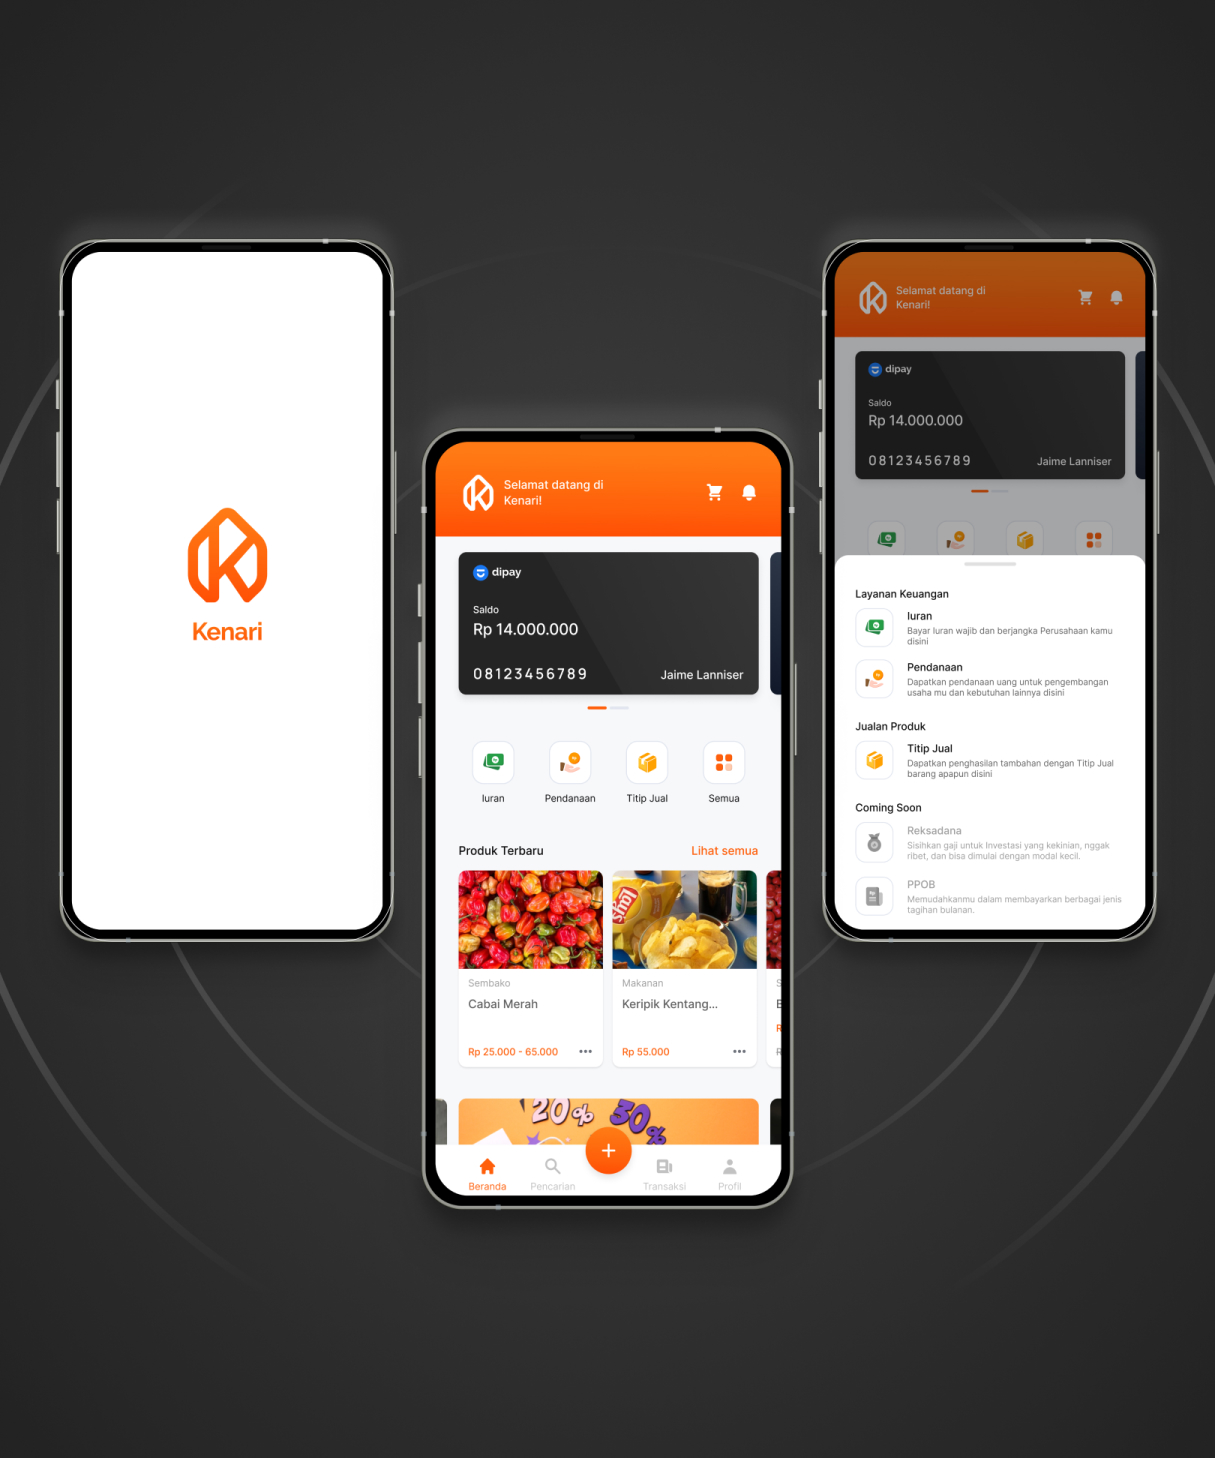 Kenari
Selamat datang di
Kenari!
dipay
Saldo
Rp 14.000.000
08123456789
Jaime Lanniser
Iuran
Pendanaan
Titip Jual
Semua
Produk Terbaru
Lihat semua
Sembako
Cabai Merah
Rp 25.000 - 65.000
Makanan
Keripik Kentang...
Rp 55.000
20%
30%
Beranda
Pencarian
Transaksi
Profil
Selamat datang di
Kenari!
dipay
Saldo
Rp 14.000.000
08123456789
Jaime Lanniser
Layanan Keuangan
Iuran
Bayar Iuran wajib dan berjangka Perusahaan kamu
disini
Pendanaan
Dapatkan pendanaan uang untuk pengembangan
usaha mu dan kebutuhan lainnya disini
Jualan Produk
Titip Jual
Dapatkan penghasilan tambahan dengan Titip Jual
barang apapun disini
Coming Soon
Reksadana
Sisihkan gaji untuk Investasi yang kekinian, nggak
ribet, dan bisa dimulai dengan modal kecil.
PPOB
Memudahkanmu dalam membayarkan berbagai jenis
tagihan bulanan.